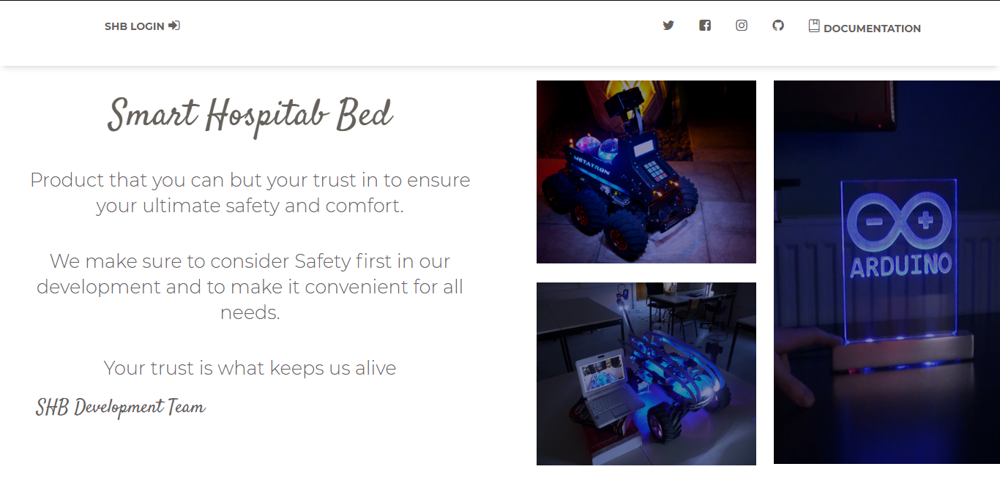 SHB LOGIN
DOCUMENTATION
Smart Hospitab Bed
Product that you can but your trust in to ensure
your ultimate safety and comfort.
We make sure to consider Safety first in our
development and to make it convenient for all
needs.
Your trust is what keeps us alive
SHB Development Team
METATRON
ARDUINO